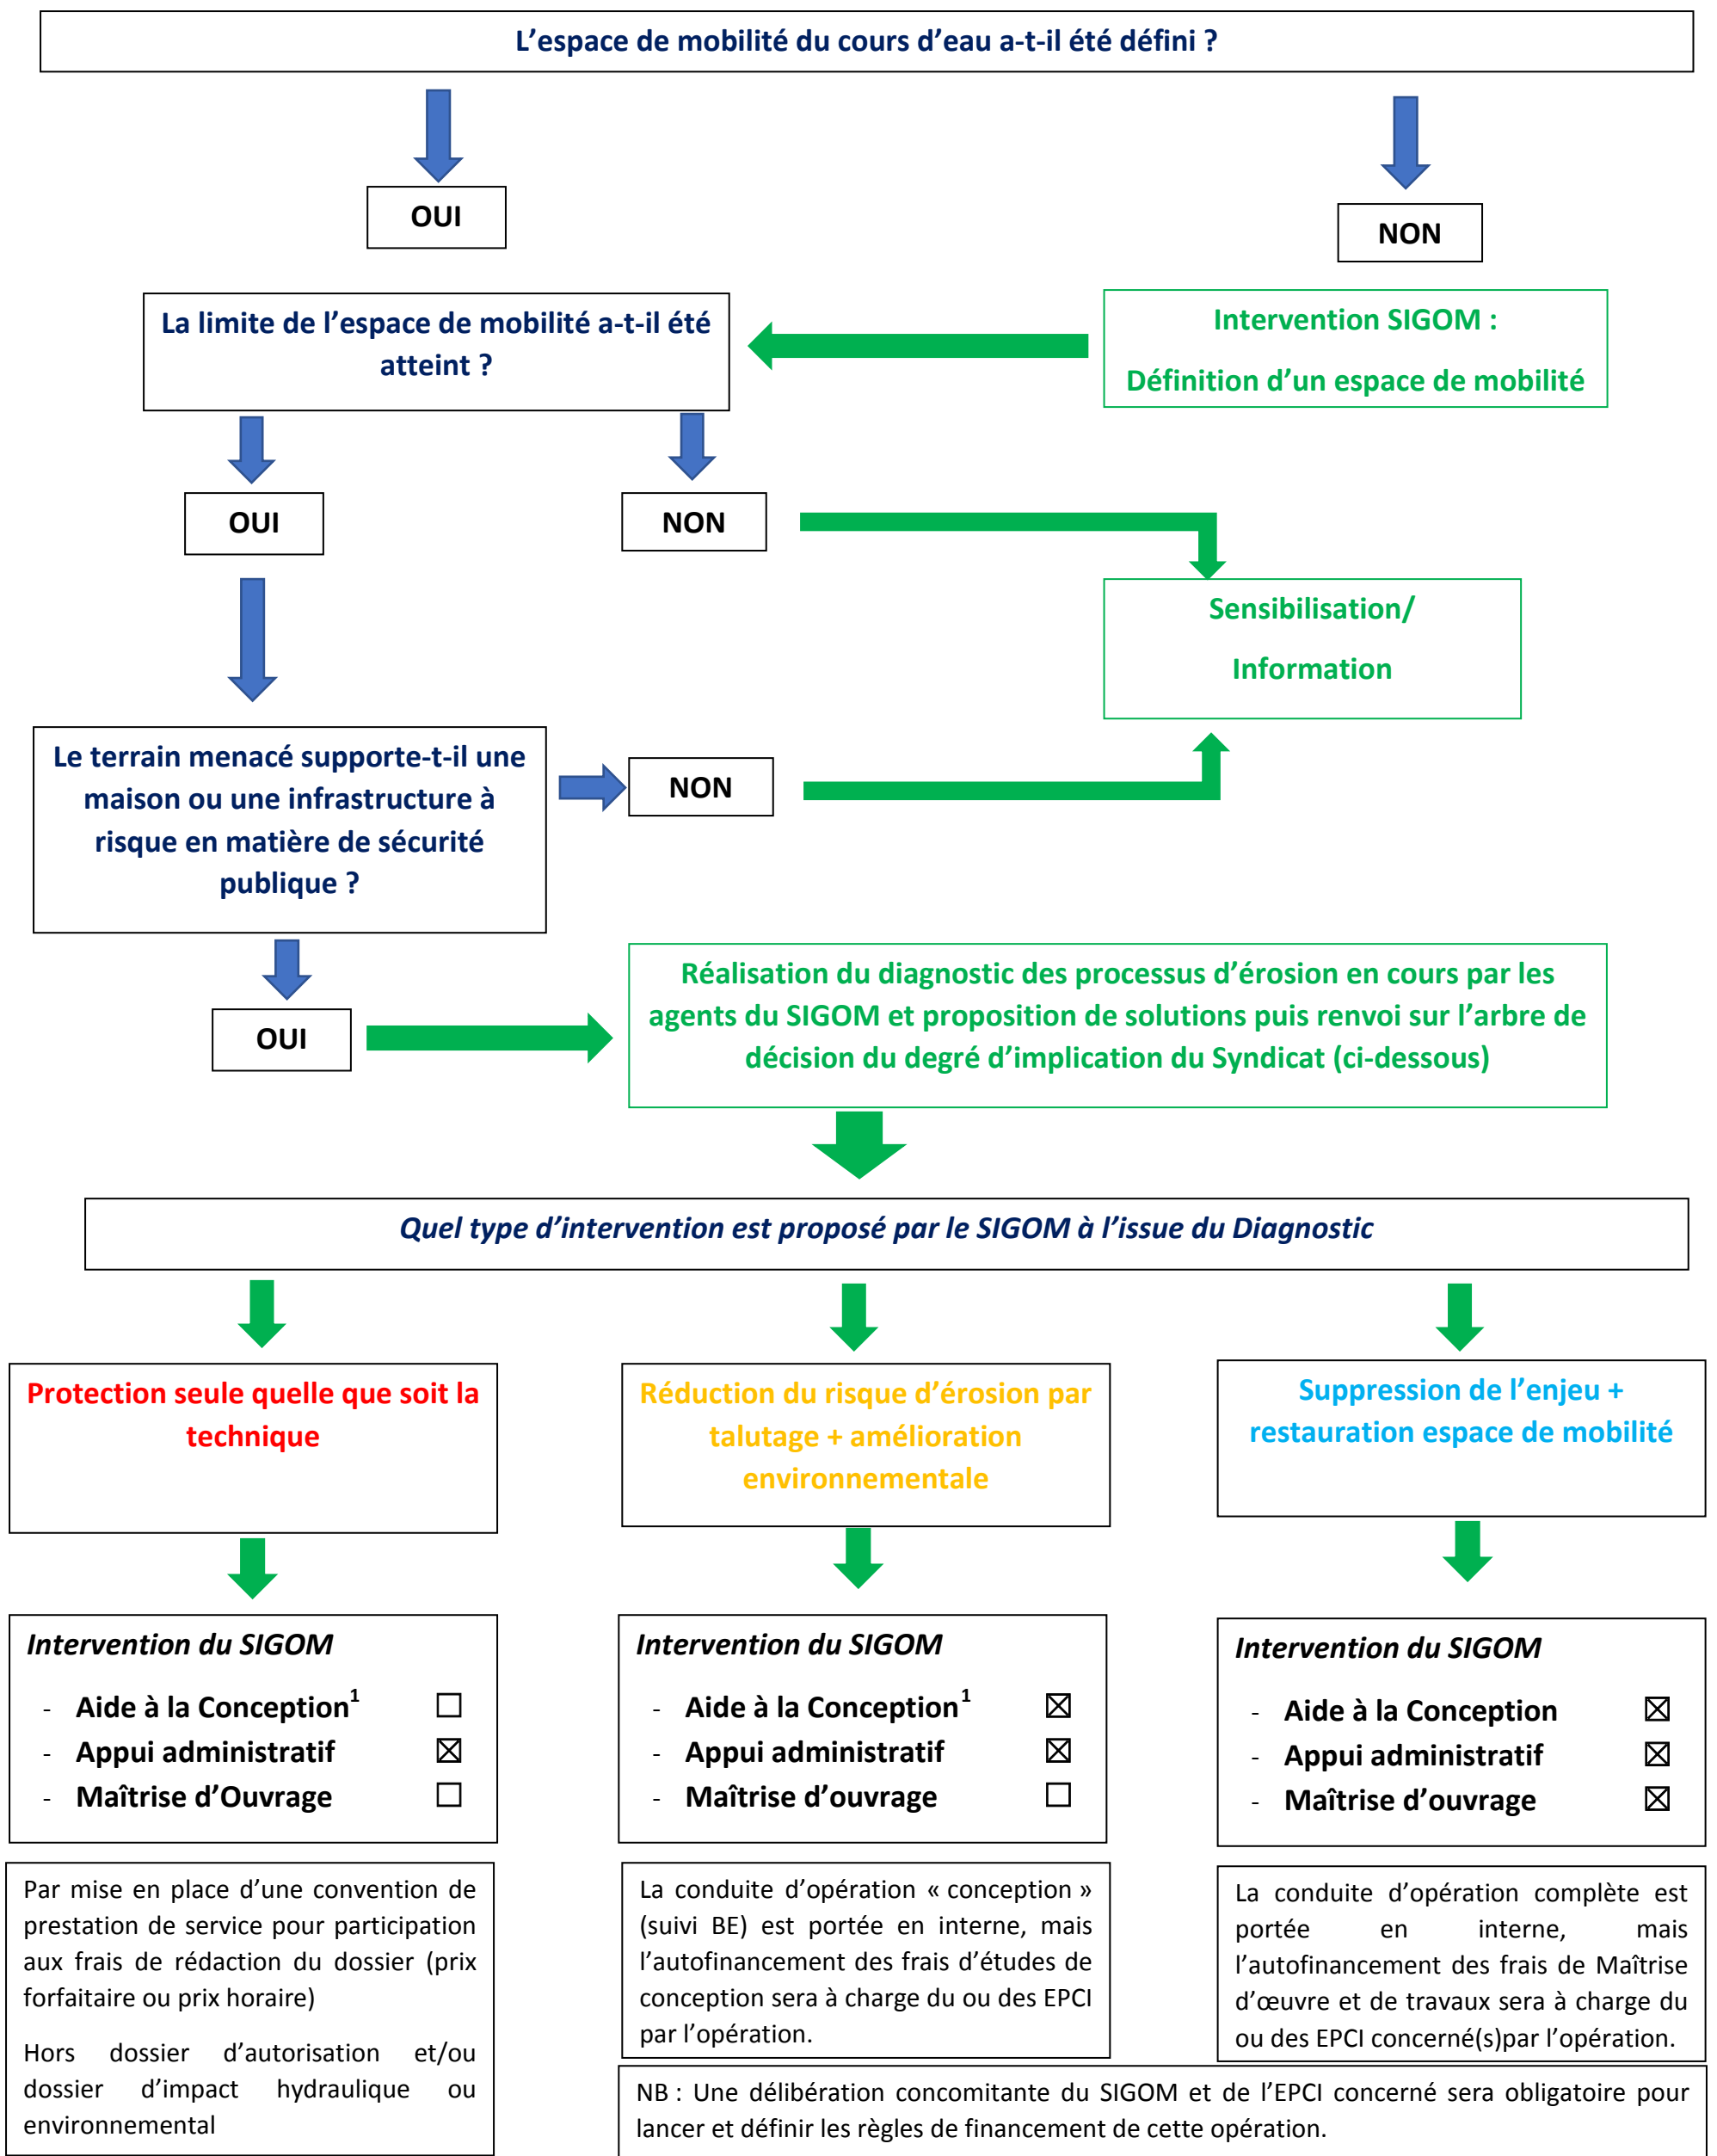 L'espace de mobilité du cours d'eau a-t-il été défini ?
OUI
NON
La limite de l'espace de mobilité a-t-il été
atteint ?
Intervention SIGOM :
Définition d'un espace de mobilité
OUI
NON
Sensibilisation/
Information
Le terrain menacé supporte-t-il une
maison ou une infrastructure à
risque en matière de sécurité
publique ?
NON
OUI
Réalisation du diagnostic des processus d'érosion en cours par les
agents du SIGOM et proposition de solutions puis renvoi sur l'arbre de
décision du degré d'implication du Syndicat (ci-dessous)
Quel type d'intervention est proposé par le SIGOM à l'issue du Diagnostic
Protection seule quelle que soit la
technique
Réduction du risque d'érosion par
talutage + amélioration
environnementale
Suppression de l'enjeu +
restauration espace de mobilité
Intervention du SIGOM
- Aide à la Conception¹ ☐
- Appui administratif ☒
- Maîtrise d'Ouvrage ☐
Intervention du SIGOM
- Aide à la Conception¹ ☒
- Appui administratif ☒
- Maîtrise d'ouvrage ☐
Intervention du SIGOM
- Aide à la Conception ☒
- Appui administratif ☒
- Maîtrise d'ouvrage ☒
Par mise en place d'une convention de
prestation de service pour participation
aux frais de rédaction du dossier (prix
forfaitaire ou prix horaire)
Hors dossier d'autorisation et/ou
dossier d'impact hydraulique ou
environnemental
La conduite d'opération « conception »
(suivi BE) est portée en interne, mais
l'autofinancement des frais d'études de
conception sera à charge du ou des EPCI
par l'opération.
La conduite d'opération complète est
portée en interne, mais
l'autofinancement des frais de Maîtrise
d'œuvre et de travaux sera à charge du
ou des EPCI concerné(s)par l'opération.
NB : Une délibération concomitante du SIGOM et de l'EPCI concerné sera obligatoire pour
lancer et définir les règles de financement de cette opération.